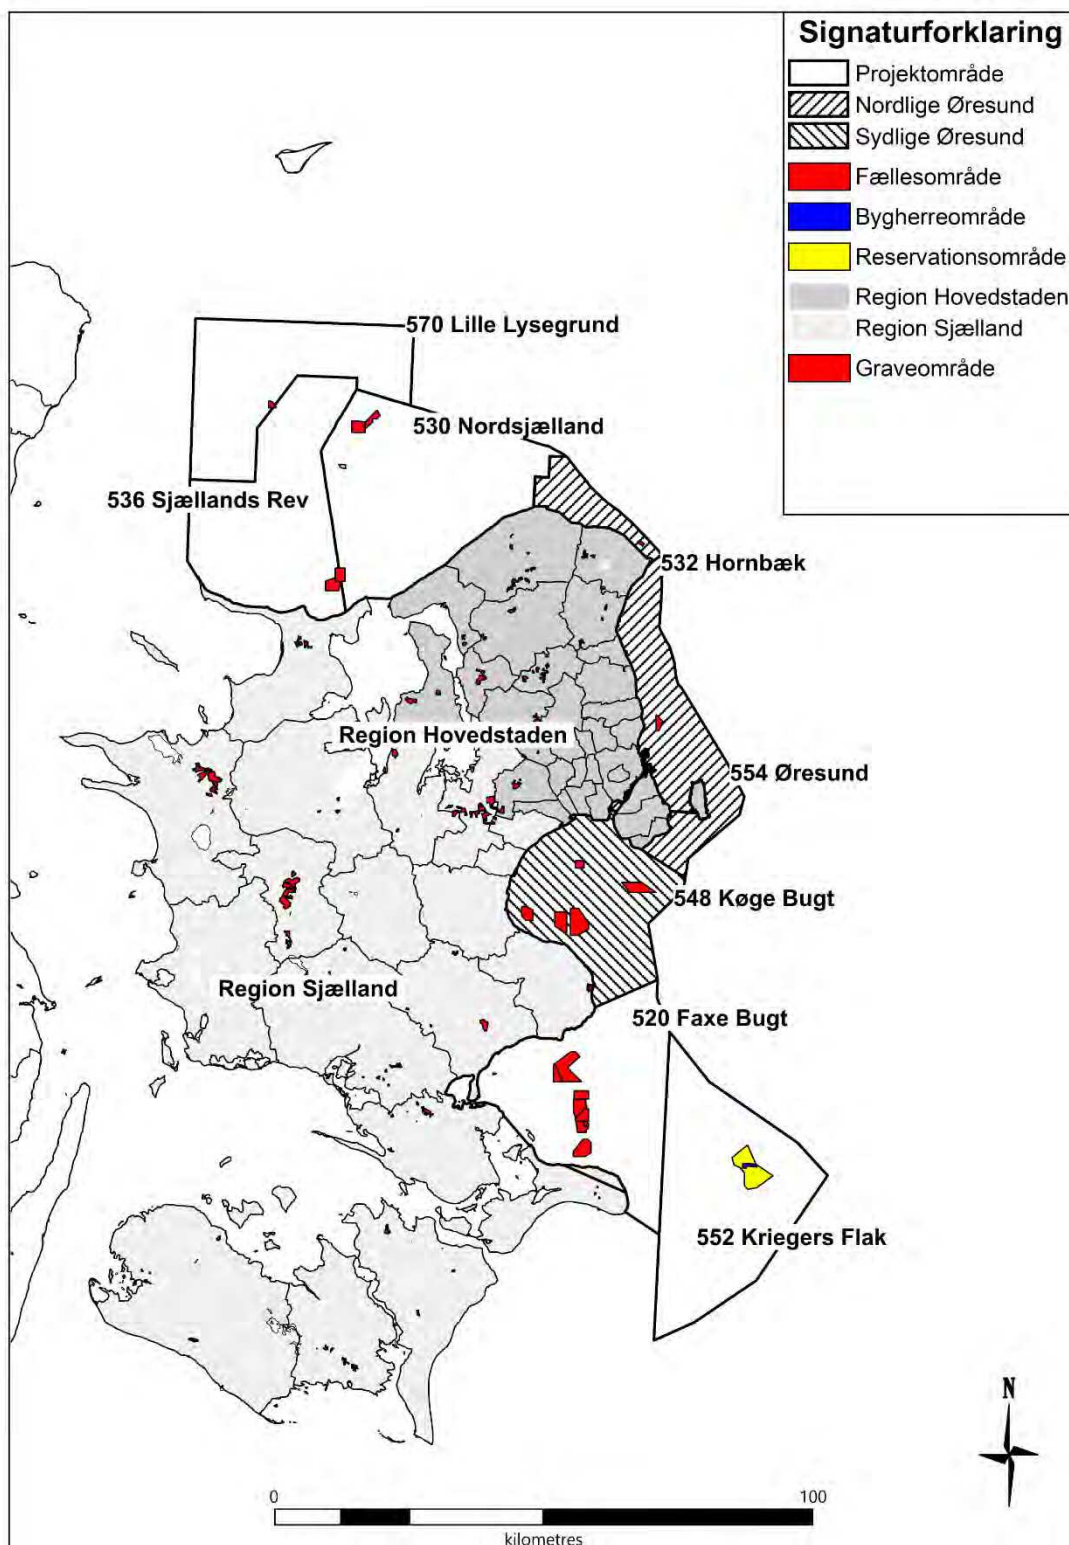 Signaturforklaring
Projektområde
Nordlige Øresund
Sydlige Øresund
Fællesområde
Bygherreområde
Reservationsområde
Region Hovedstaden
Region Sjælland
Graveområde
570 Lille Lysegrund
530 Nordsjælland
536 Sjællands Rev
532 Hornbæk
Region Hovedstaden
554 Øresund
548 Køge Bugt
Region Sjælland
520 Faxe Bugt
552 Kriegers Flak
N
0 100
kilometres